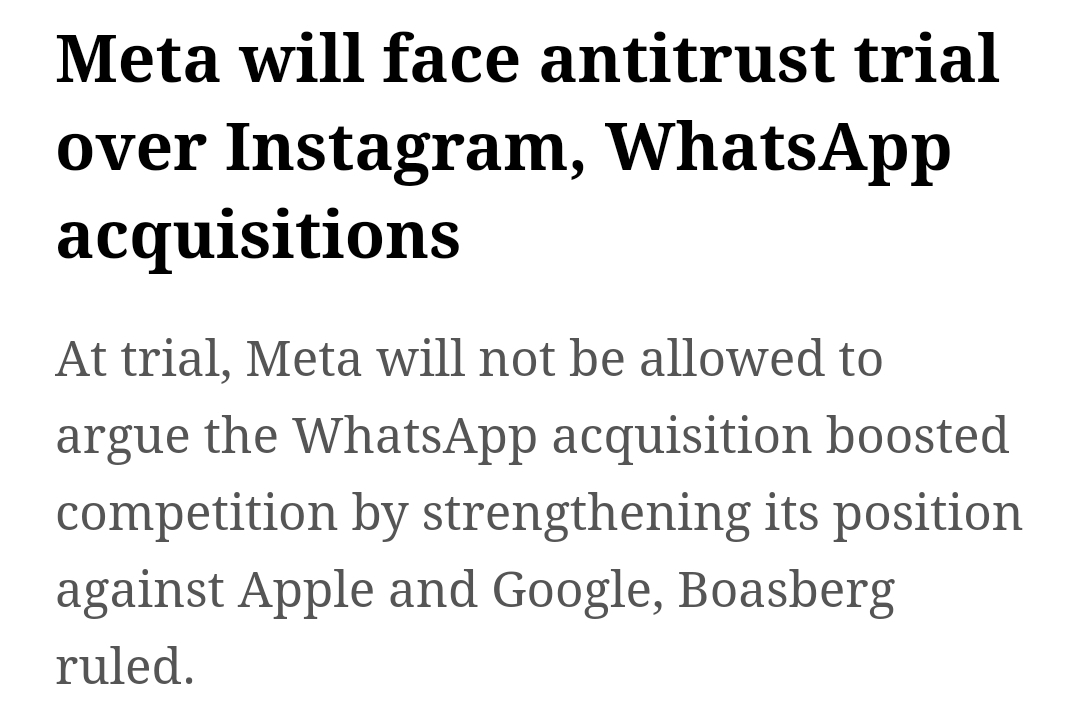 Meta will face antitrust trial
over Instagram, WhatsApp
acquisitions
At trial, Meta will not be allowed to
argue the WhatsApp acquisition boosted
competition by strengthening its position
against Apple and Google, Boasberg
ruled.